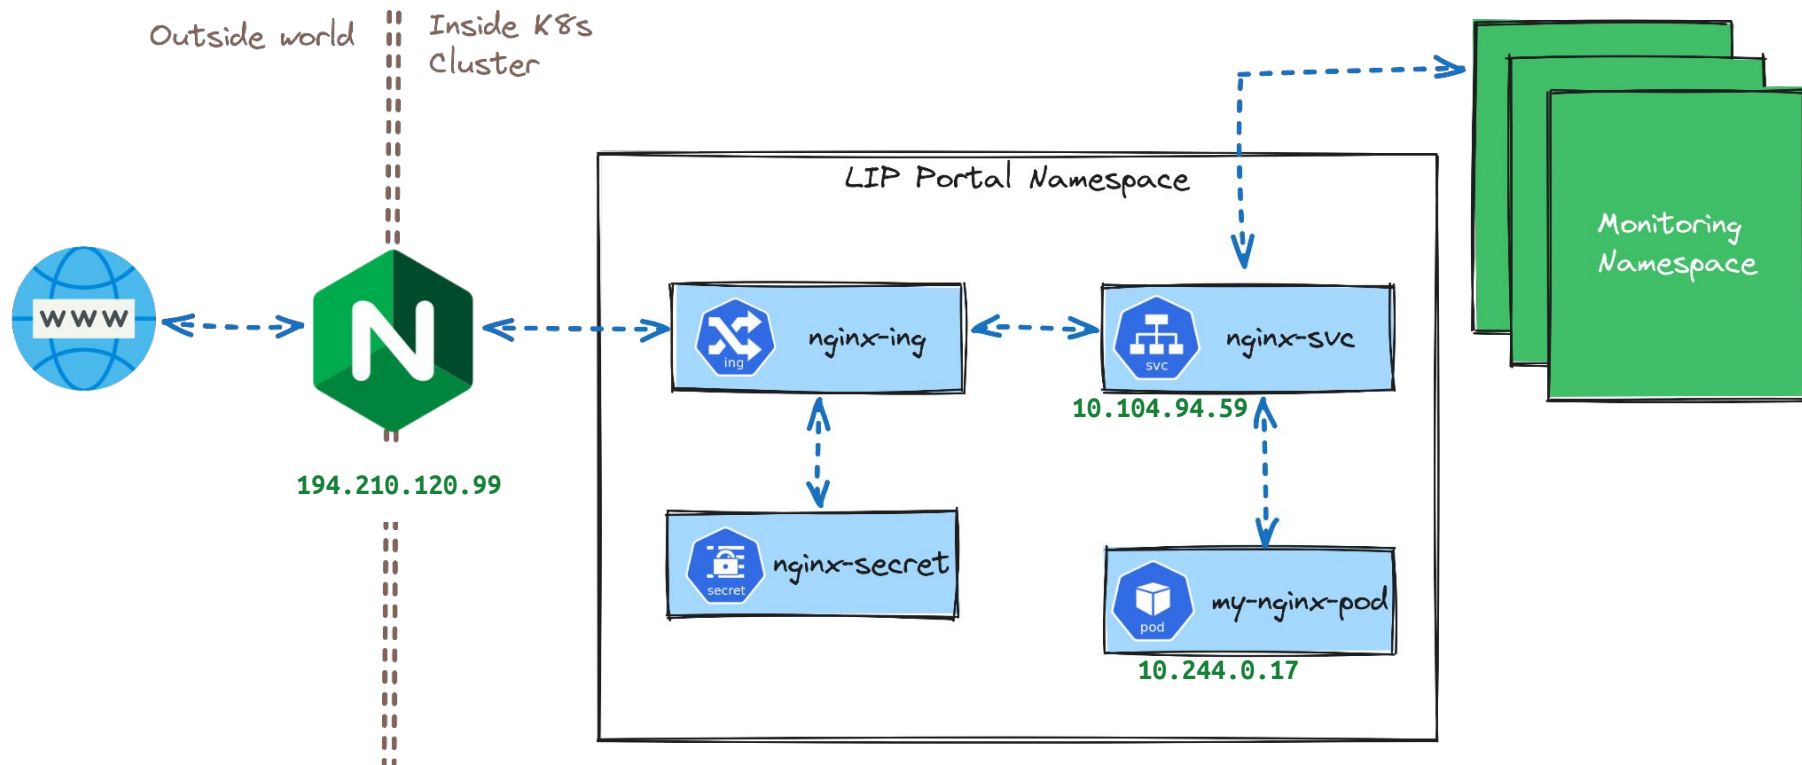 Outside world
Inside K8s
Cluster
LIP Portal Namespace
Monitoring
Namespace
WWW
N
nginx-ing
ing
nginx-svc
svc
10.104.94.59
194.210.120.99
nginx-secret
secret
my-nginx-pod
pod
10.244.0.17